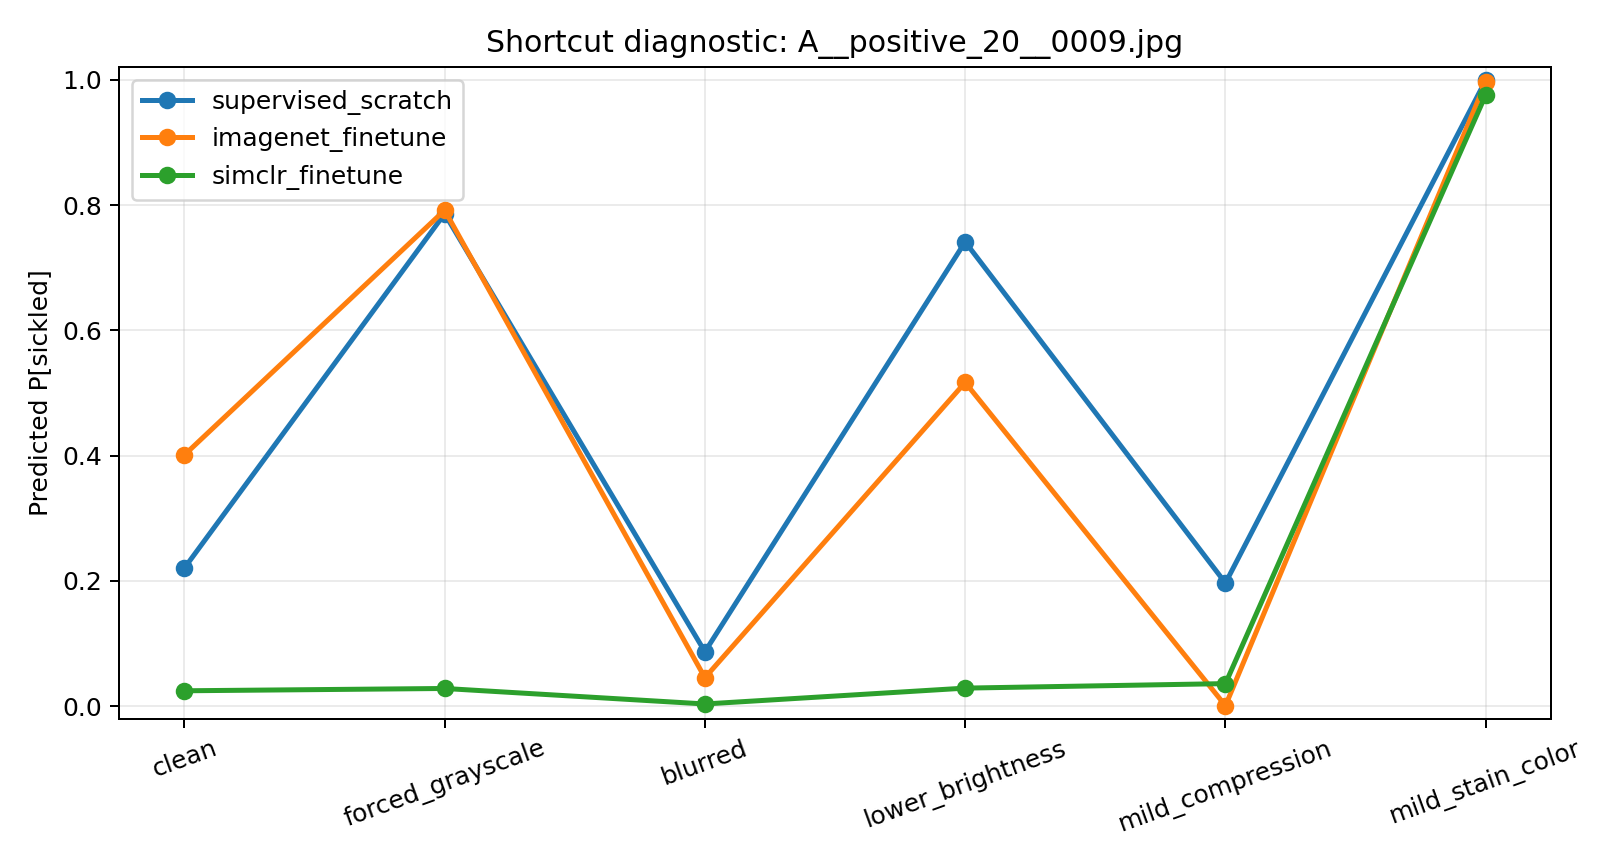 Shortcut diagnostic: A__positive_20__0009.jpg
supervised_scratch
imagenet_finetune
simclr_finetune
Predicted P[sickled]
1.0
0.8
0.6
0.4
0.2
0.0
clean
forced_grayscale
blurred
lower_brightness
mild_compression
mild_stain_color